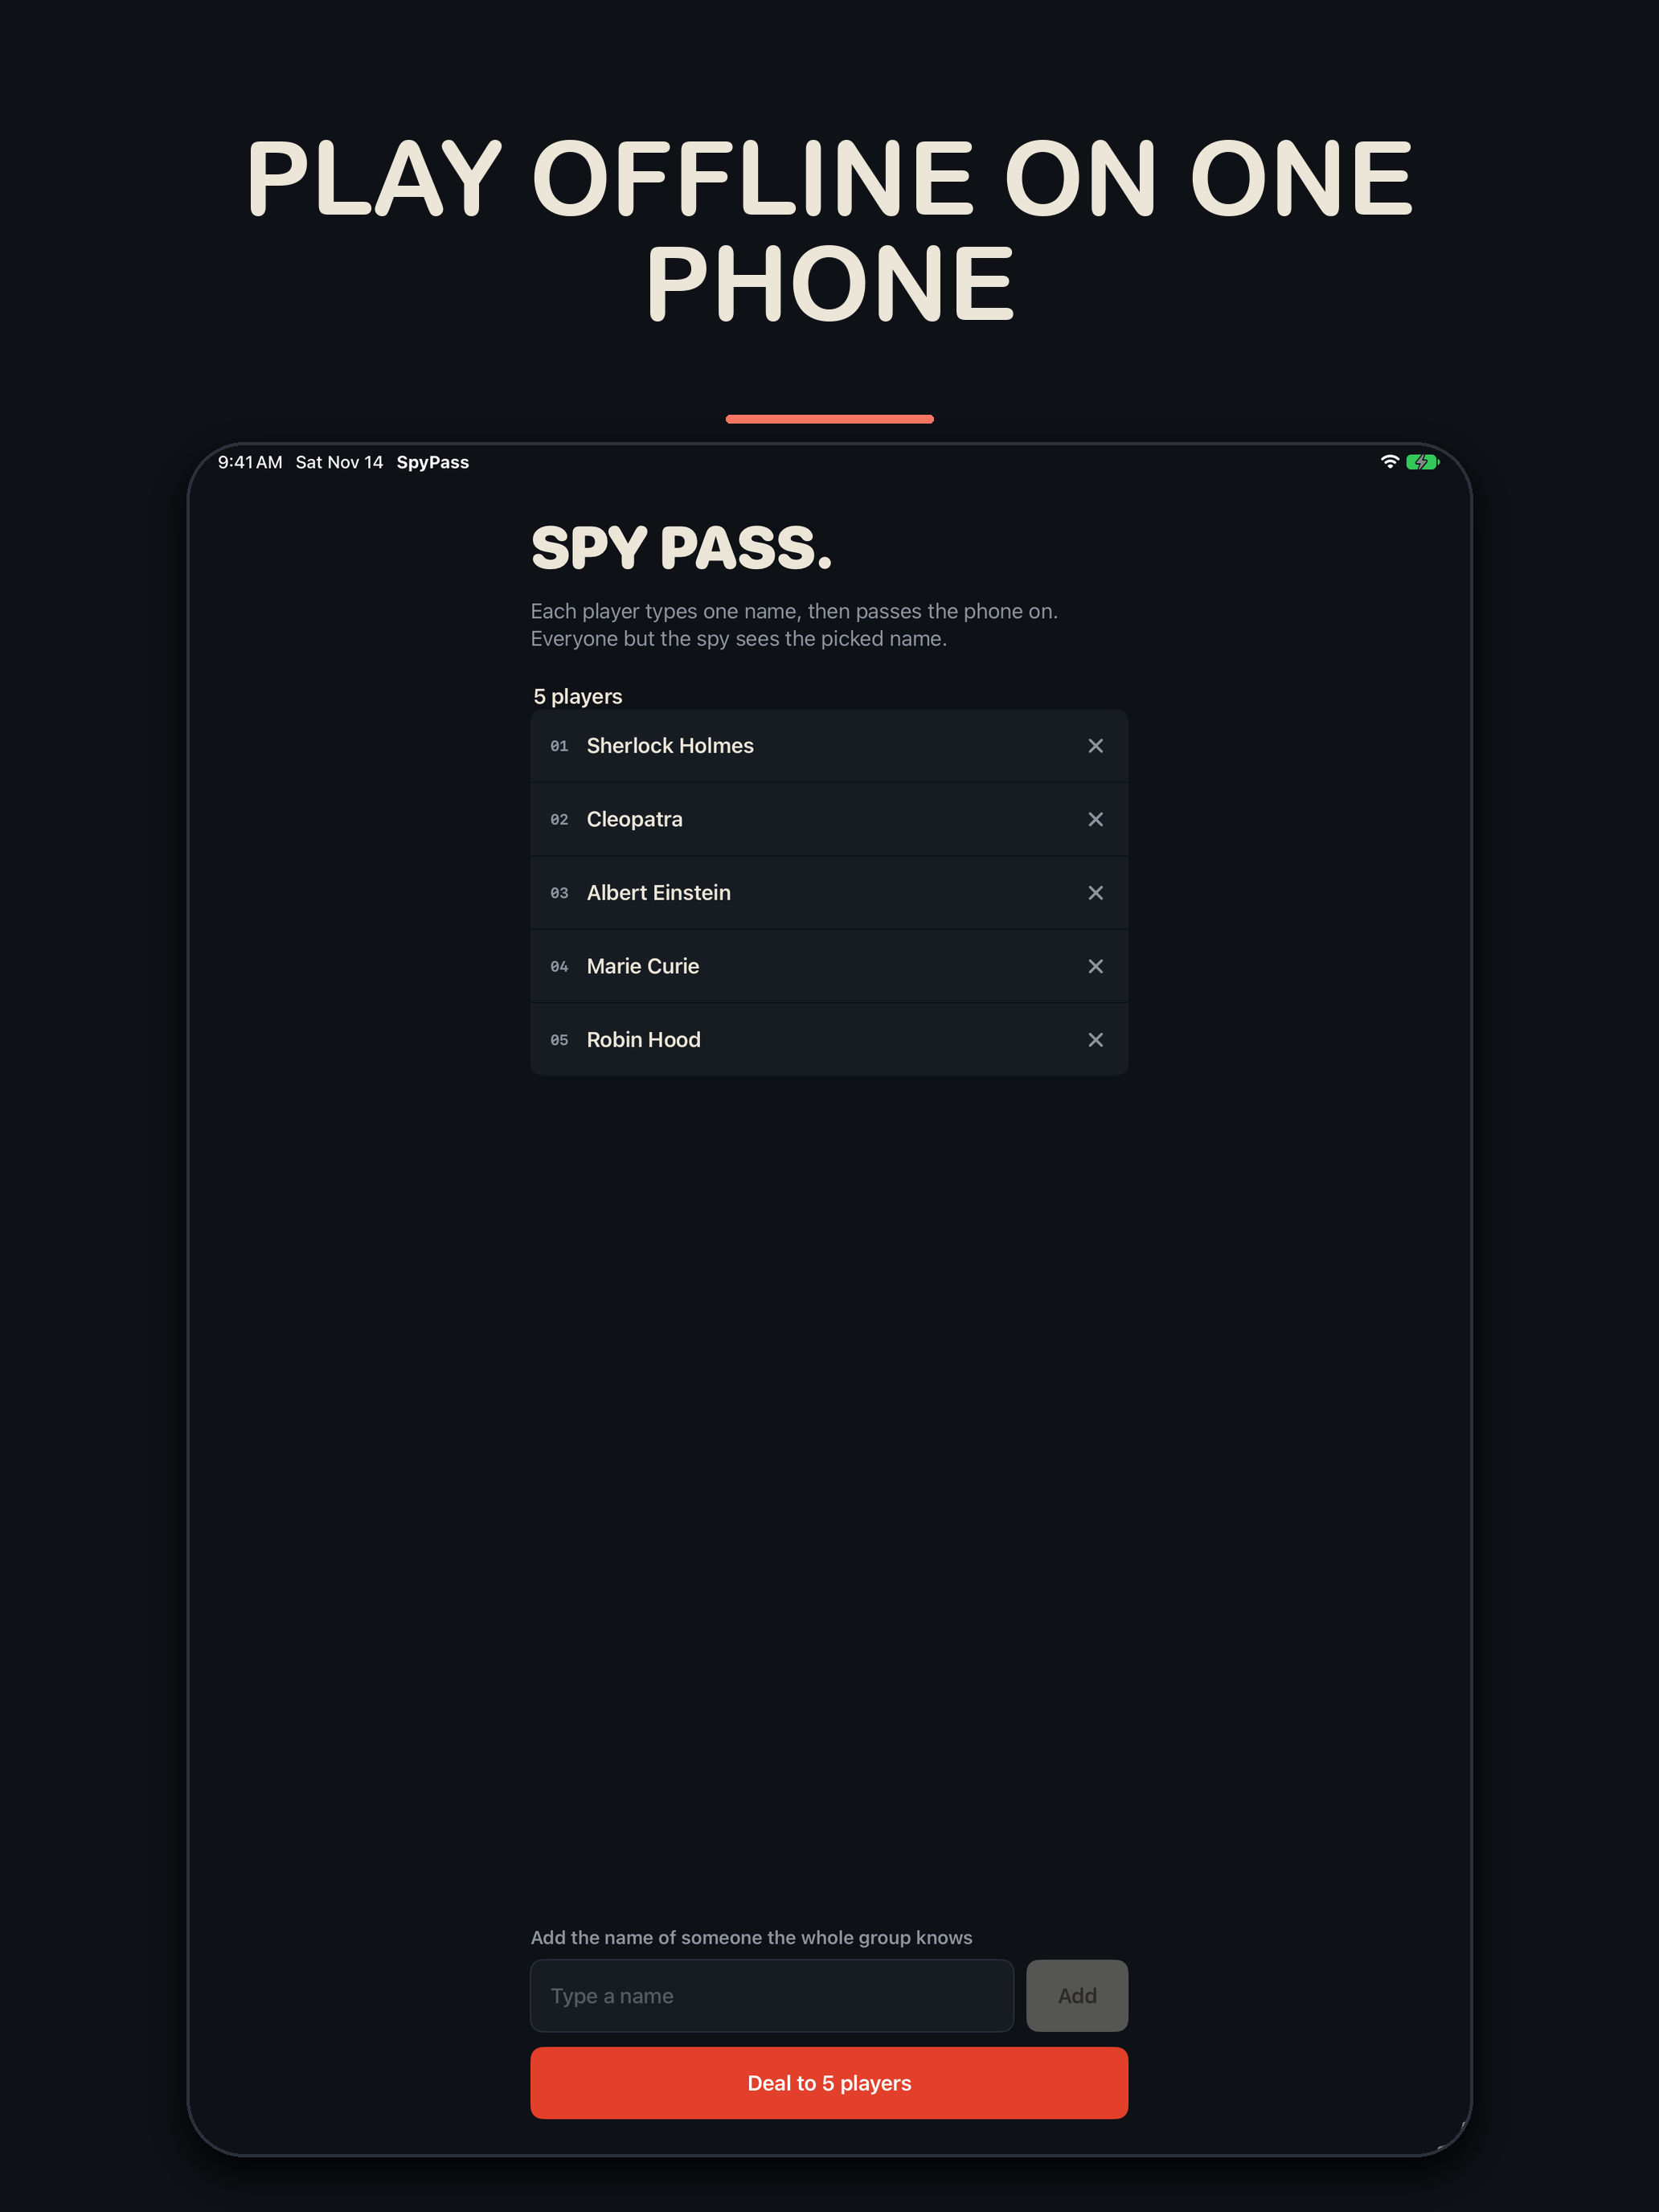 PLAY OFFLINE ON ONE
PHONE
9:41 AM Sat Nov 14 SpyPass
SPY PASS.
Each player types one name, then passes the phone on.
Everyone but the spy sees the picked name.
5 players
01 Sherlock Holmes
02 Cleopatra
03 Albert Einstein
04 Marie Curie
05 Robin Hood
Add the name of someone the whole group knows
Type a name Add
Deal to 5 players